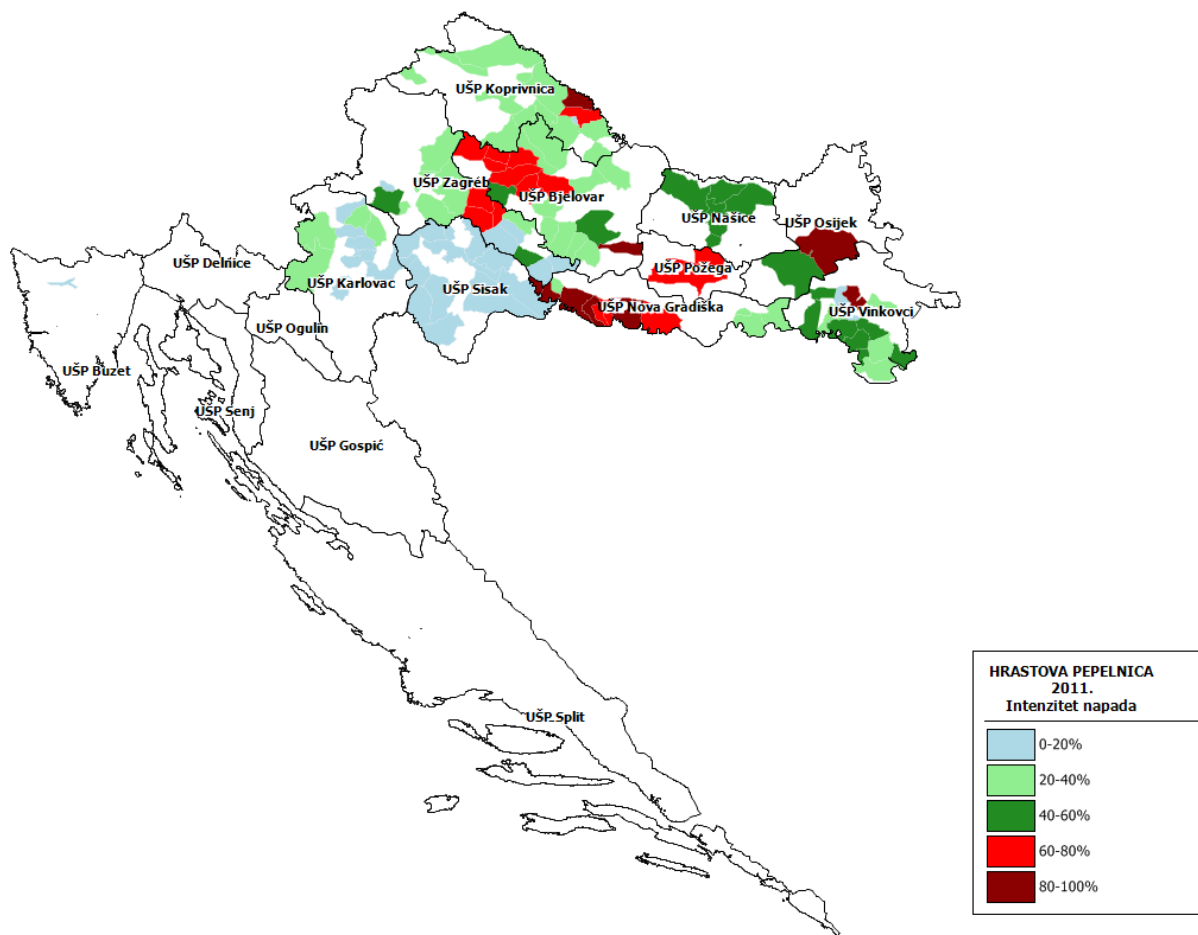 UŠP Koprivnica
UŠP Zagreb
UŠP Bjelovar
UŠP Našice
UŠP Osijek
UŠP Delnice
UŠP Karlovac
UŠP Sisak
UŠP Požega
UŠP Nova Gradiška
UŠP Vinkovci
UŠP Ogulin
UŠP Buzet
UŠP Senj
UŠP Gospić
UŠP Split
HRASTOVA PEPELNICA
2011.
Intenzitet napada
0-20%
20-40%
40-60%
60-80%
80-100%